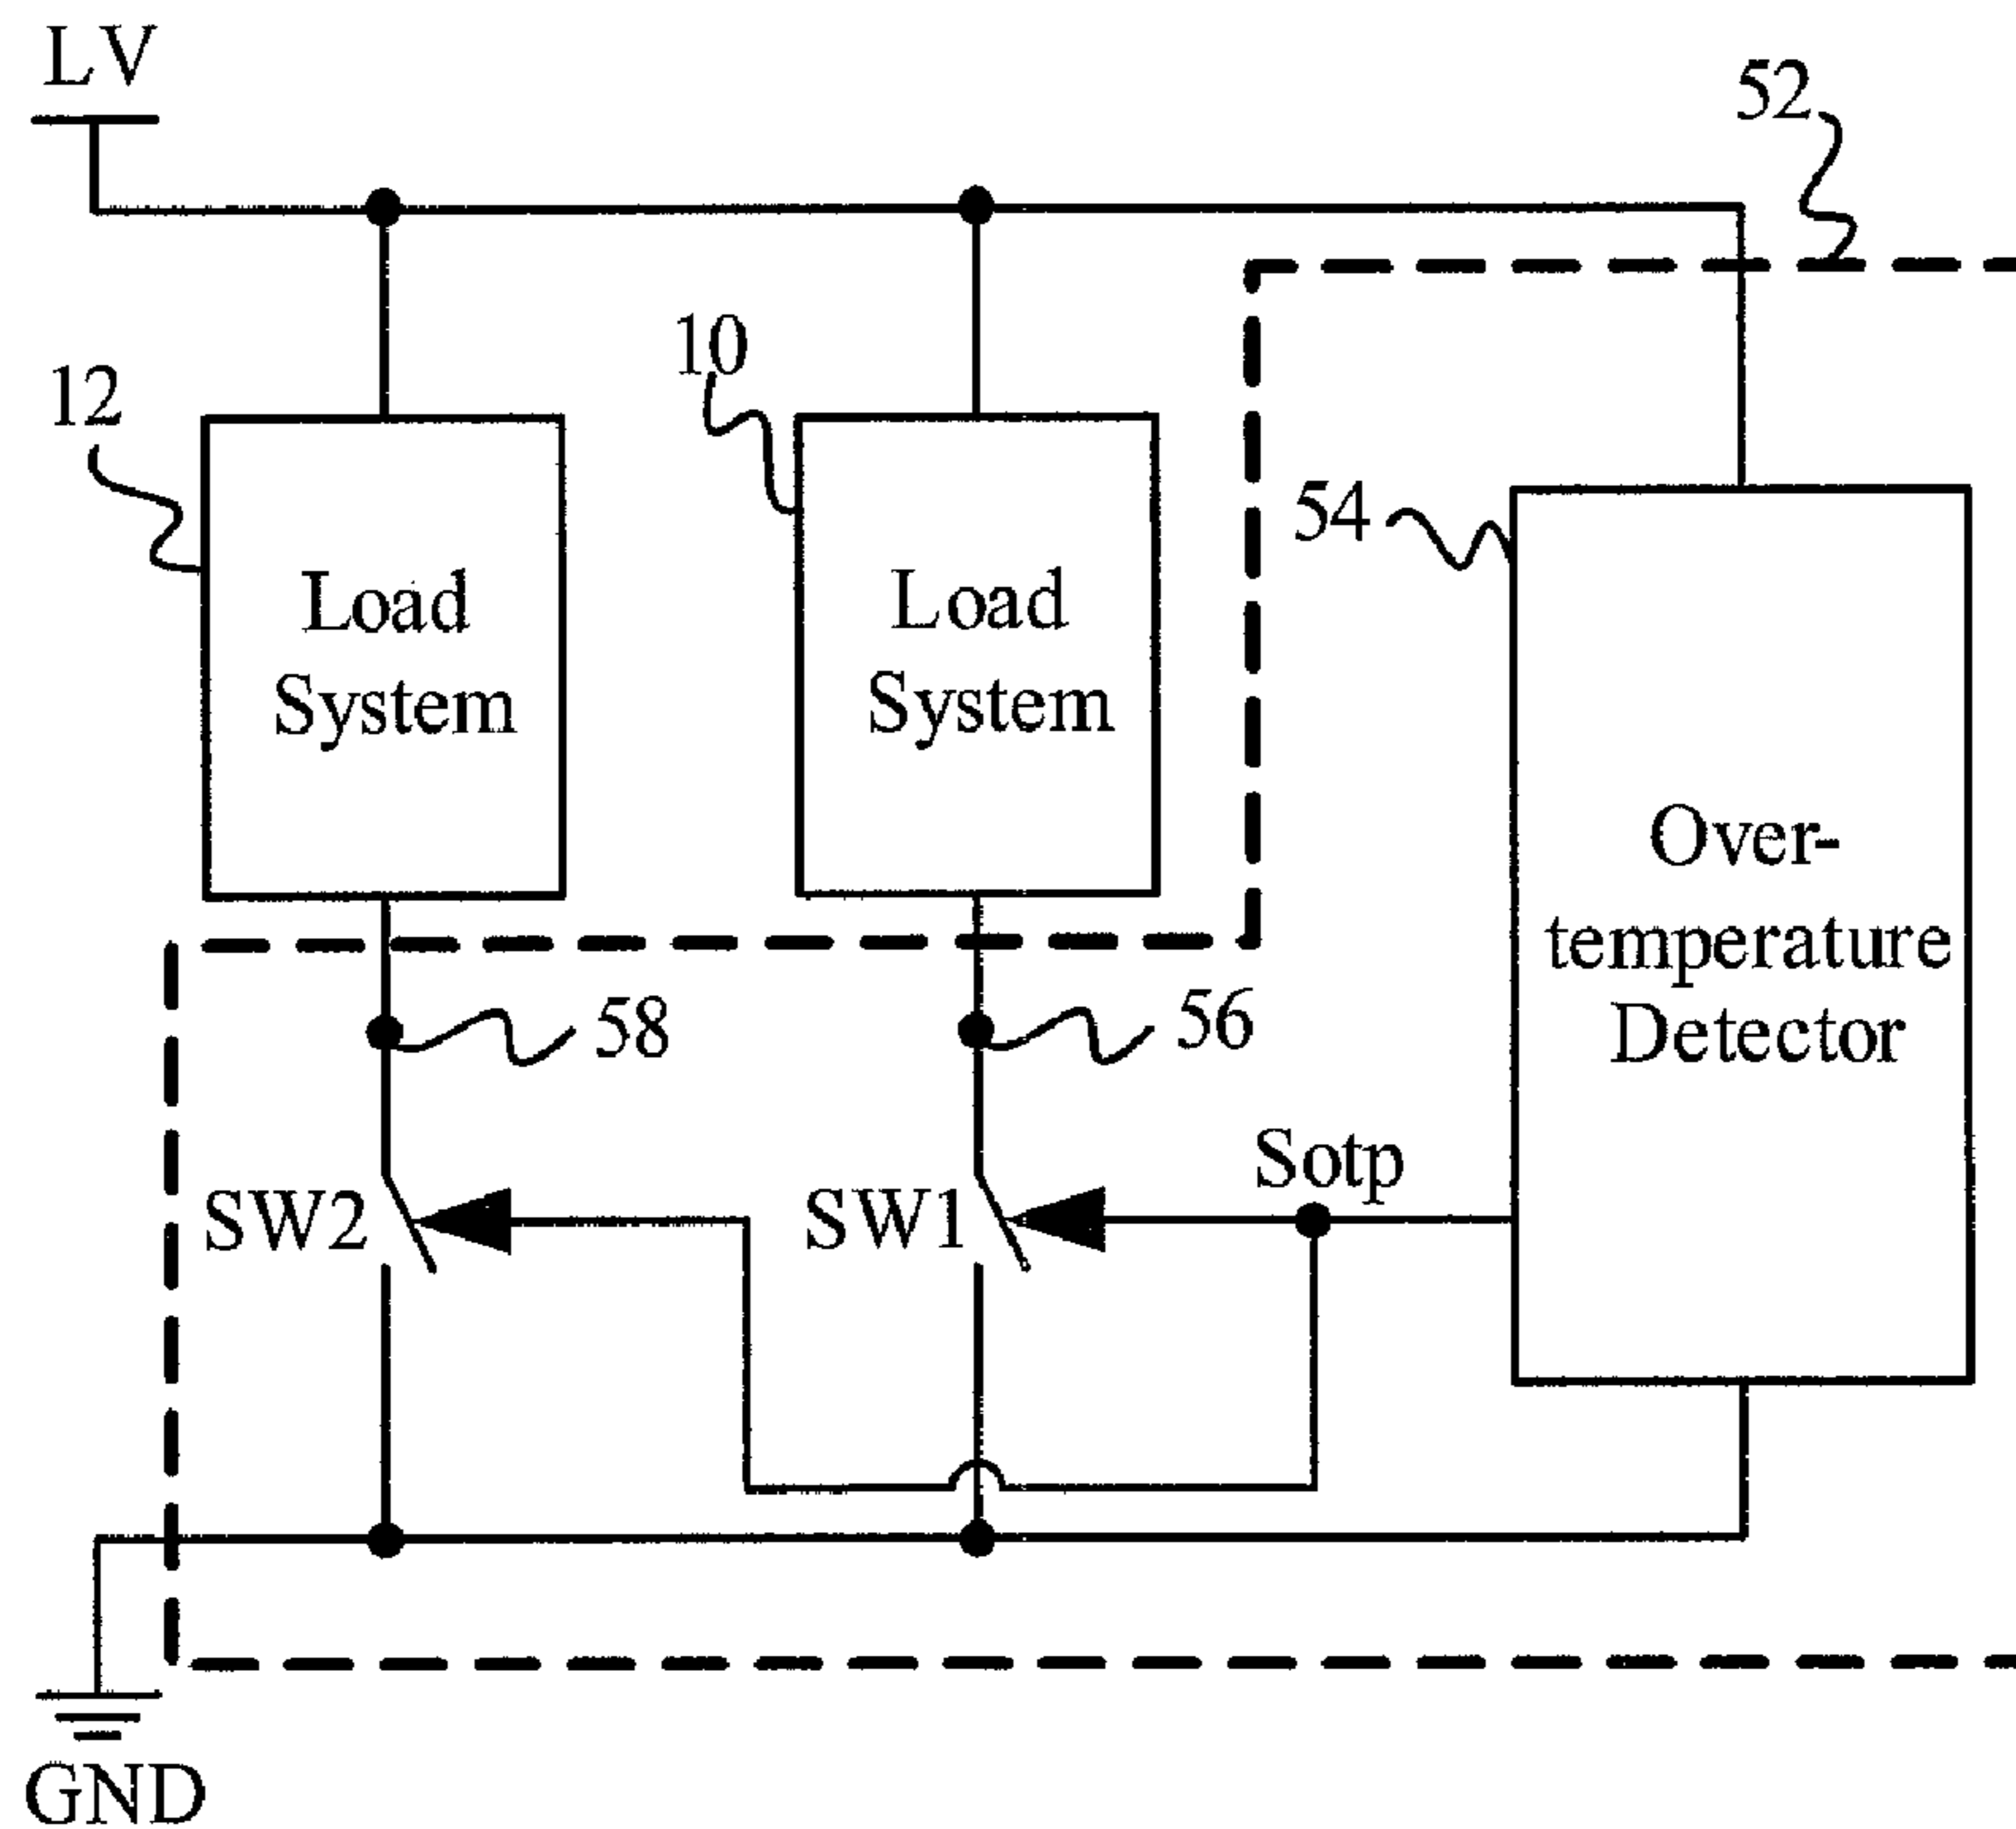 LV
52
10
12
54
Load
System
Load
System
Over-
temperature
Detector
58
56
Sotp
SW2
SW1
GND